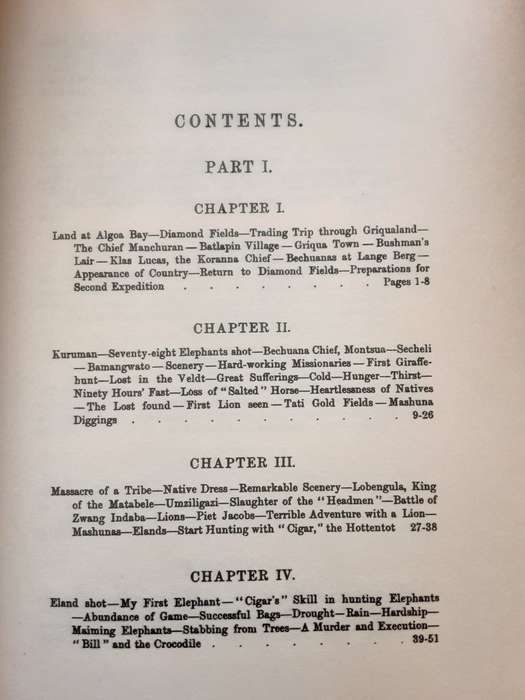 CONTENTS.
PART I.
CHAPTER I.
Land at Algoa Bay—Diamond Fields—Trading Trip through Griqualand—
The Chief Manchuran—Batlapin Village—Griqua Town—Bushman's
Lair—Klas Lucas, the Koranna Chief—Bechuanas at Lange Berg—
Appearance of Country—Return to Diamond Fields—Preparations for
Second Expedition . . . . . . . . Pages 1-8
CHAPTER II.
Kuruman—Seventy-eight Elephants shot—Bechuana Chief, Montsua—Secheli
—Bamangwato—Scenery—Hard-working Missionaries—First Giraffe-
hunt—Lost in the Veldt—Great Sufferings—Cold—Hunger—Thirst—
Ninety Hours' Fast—Loss of "Salted" Horse—Heartlessness of Natives
—The Lost found—First Lion seen—Tati Gold Fields—Mashuna
Diggings . . . . . . . . . . . 9-26
CHAPTER III.
Massacre of a Tribe—Native Dress—Remarkable Scenery—Lobengula, King
of the Matabele—Umziligazi—Slaughter of the "Headmen"—Battle of
Zwang Indaba—Lions—Piet Jacobs—Terrible Adventure with a Lion—
Mashunas—Elands—Start Hunting with "Cigar," the Hottentot 27-38
CHAPTER IV.
Eland shot—My First Elephant—"Cigar's" Skill in hunting Elephants
—Abundance of Game—Successful Bags—Drought—Rain—Hardship—
Maiming Elephants—Stabbing from Trees—A Murder and Execution—
"Bill" and the Crocodile . . . . . . . 39-51